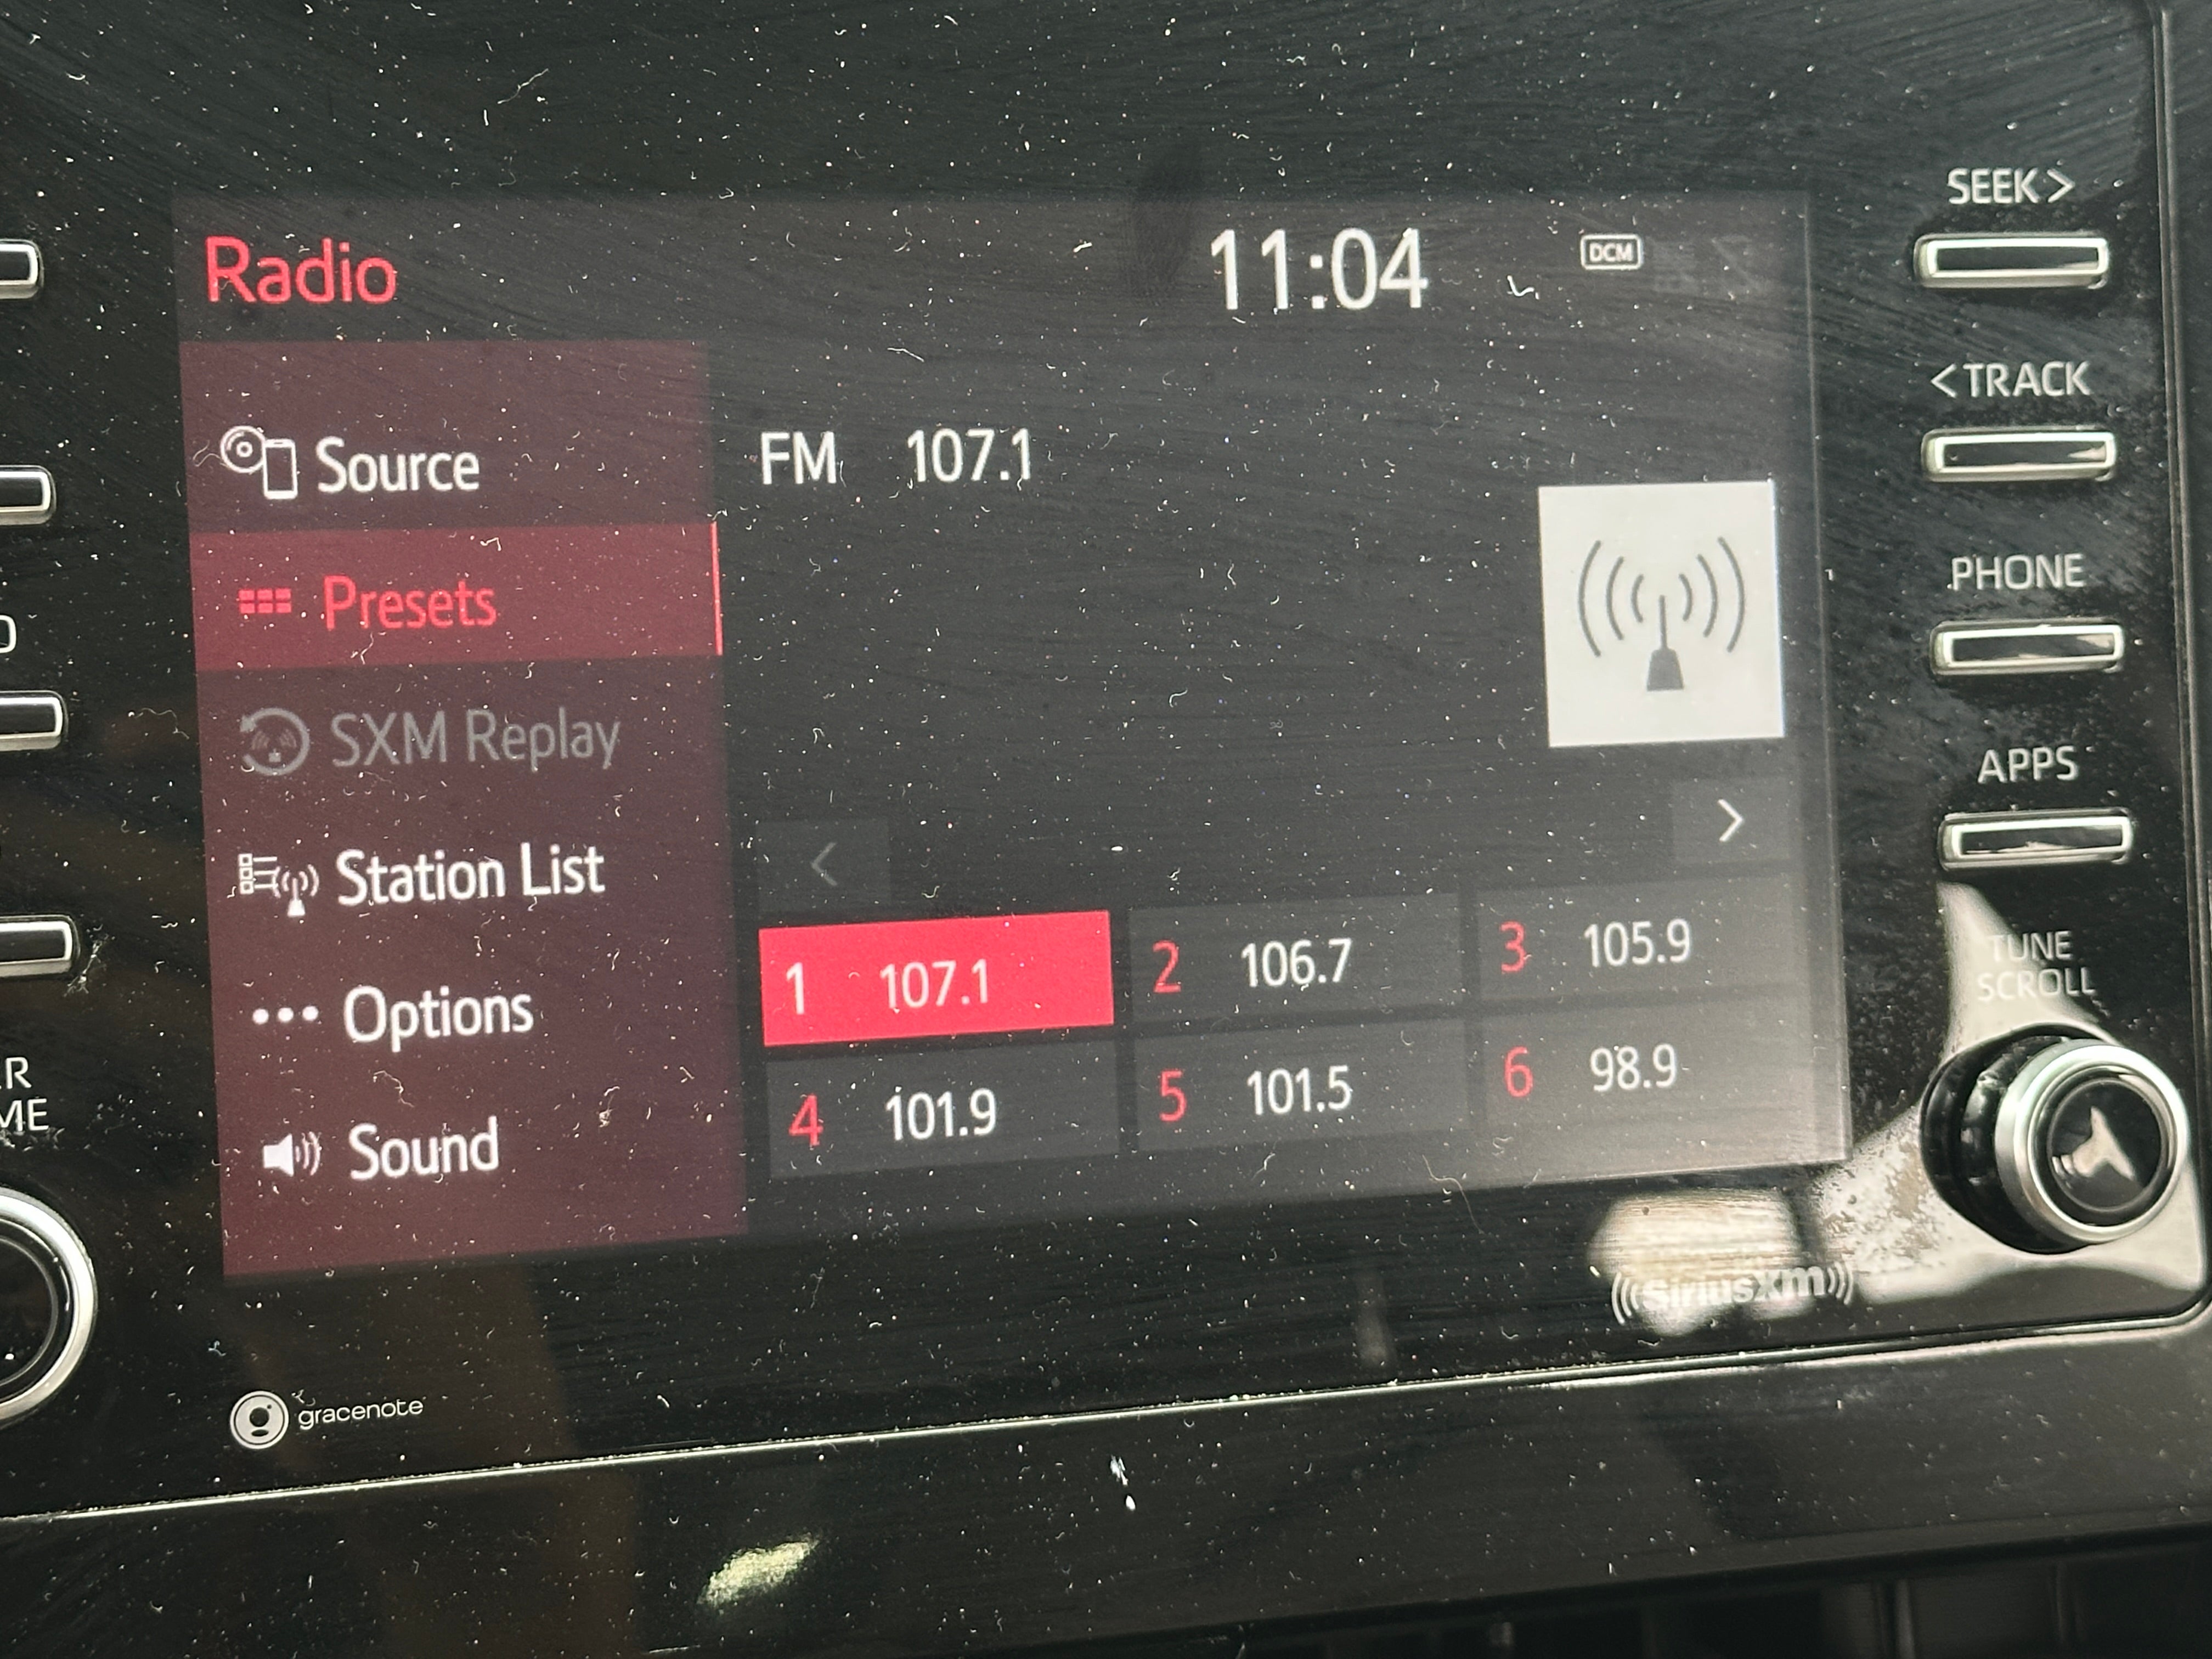 Radio 11:04 DCM
SEEK >
Source
FM 107.1
< TRACK
Presets
PHONE
SXM Replay
APPS
Station List
< >
1 107.1 2 106.7 3 105.9
TUNE
SCROLL
Options
4 101.9 5 101.5 6 98.9
Sound
ME
SiriusXM
gracenote